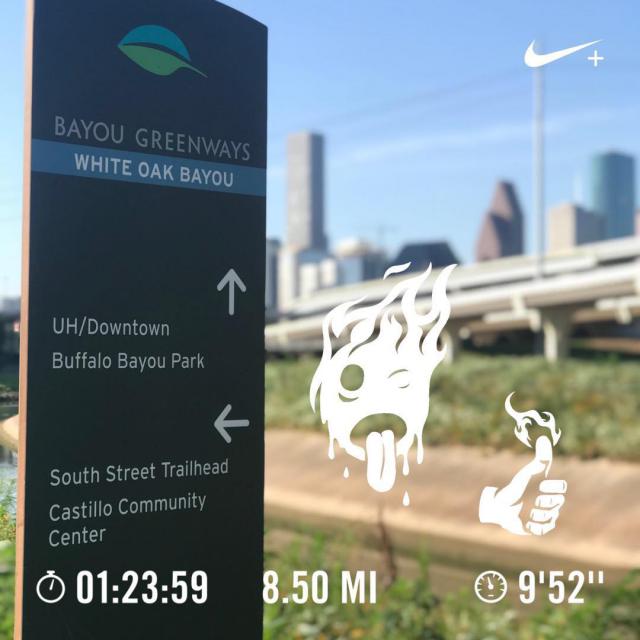 BAYOU GREENWAYS
WHITE OAK BAYOU
UH/Downtown
Buffalo Bayou Park
South Street Trailhead
Castillo Community
Center
01:23:59 8.50 MI 9'52"